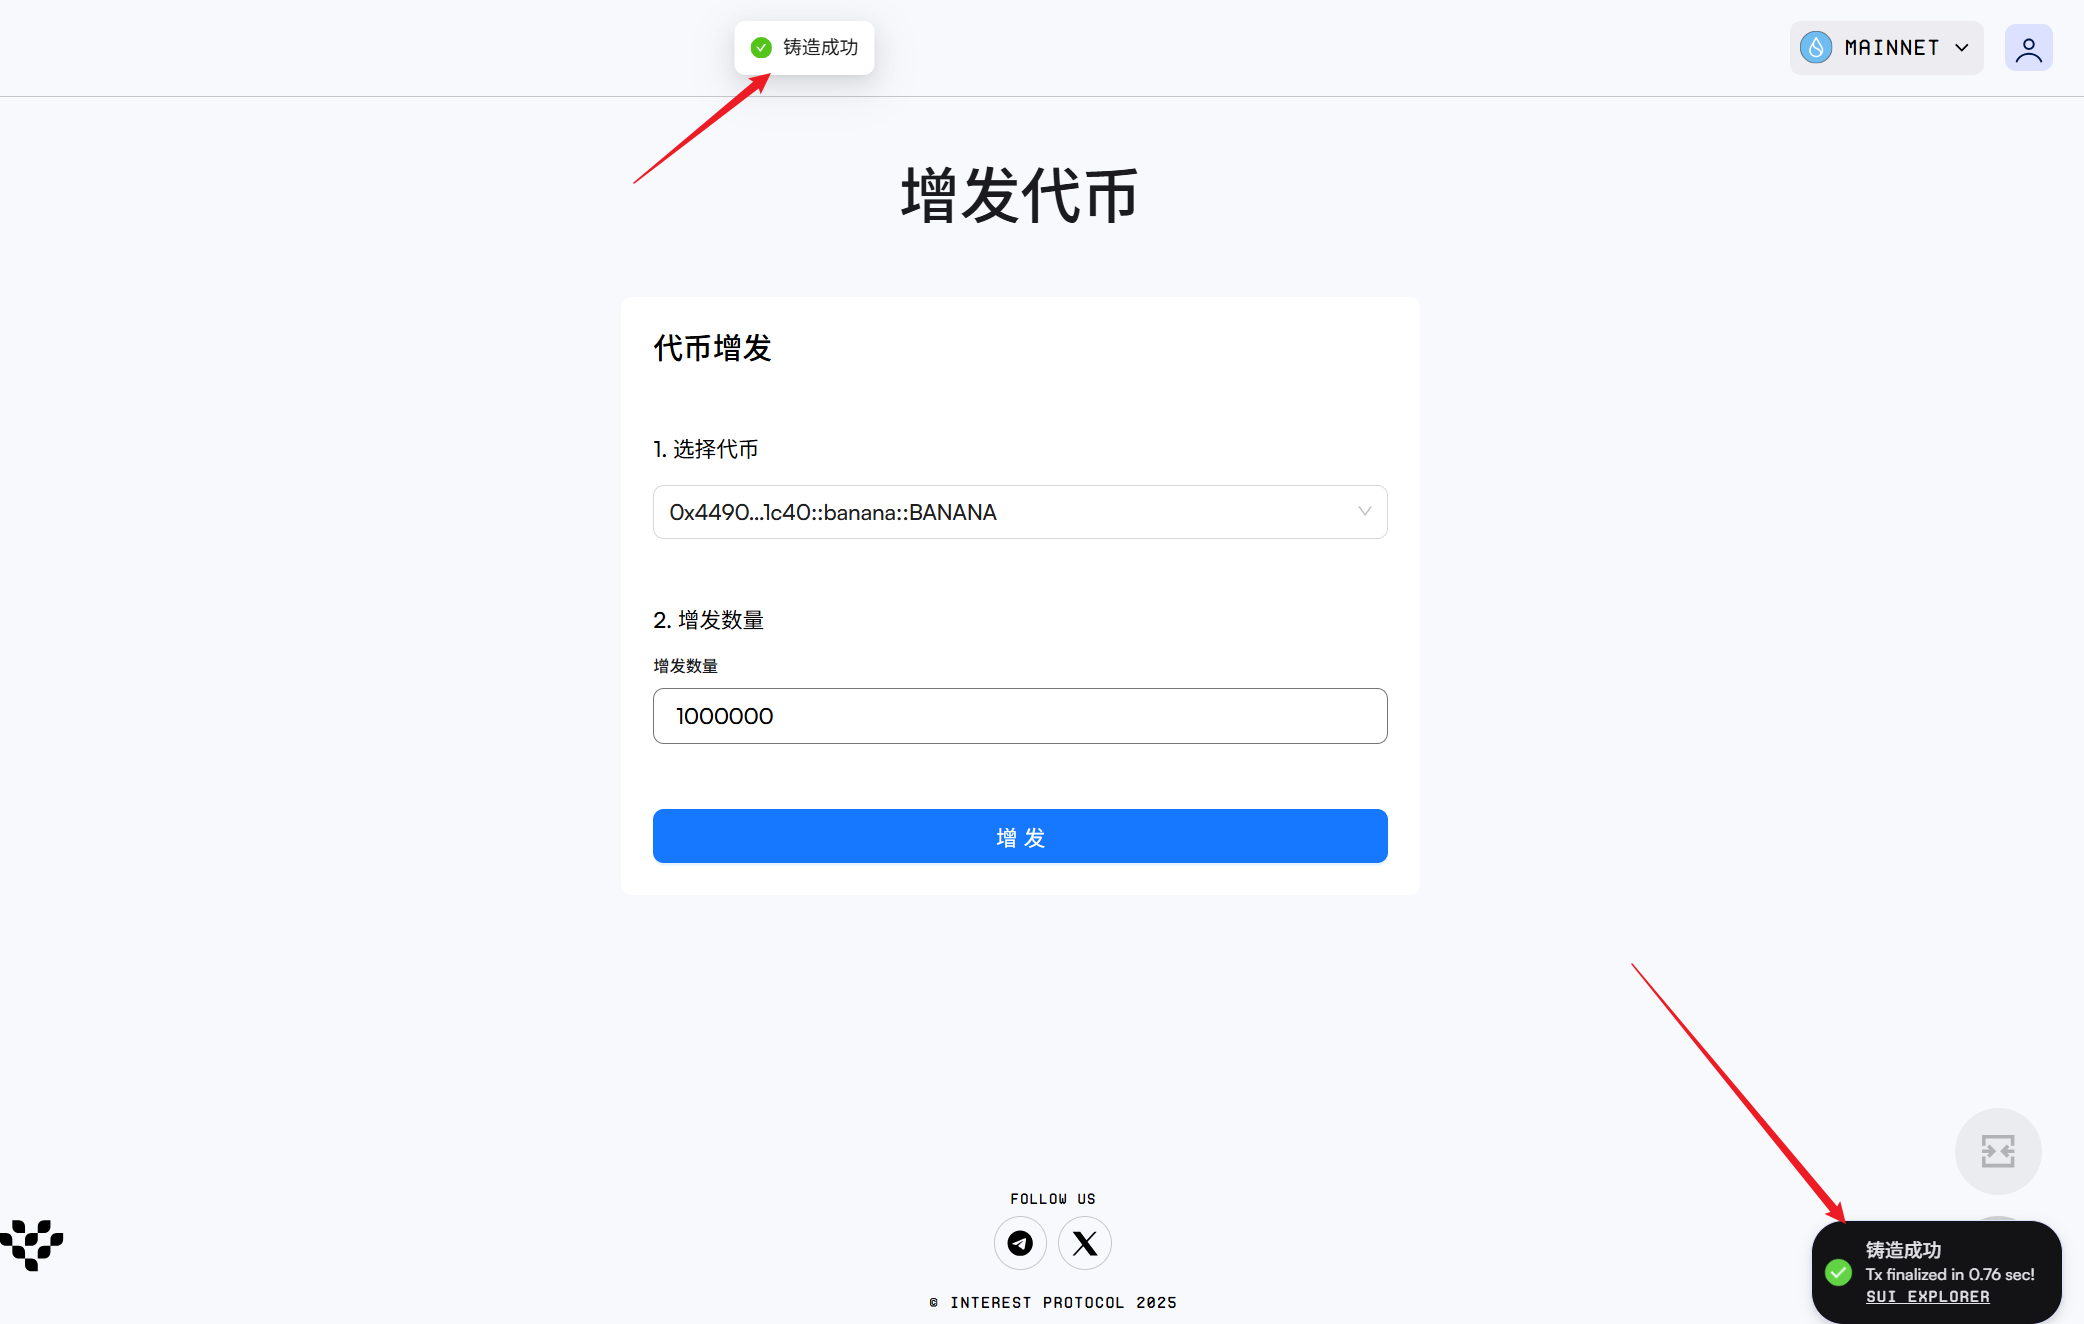 铸造成功
MAINNET
增发代币
代币增发
1. 选择代币
0x4490...1c40::banana::BANANA
2. 增发数量
增发数量
1000000
增 发
FOLLOW US
© INTEREST PROTOCOL 2025
铸造成功
Tx finalized in 0.76 sec!
SUI EXPLORER